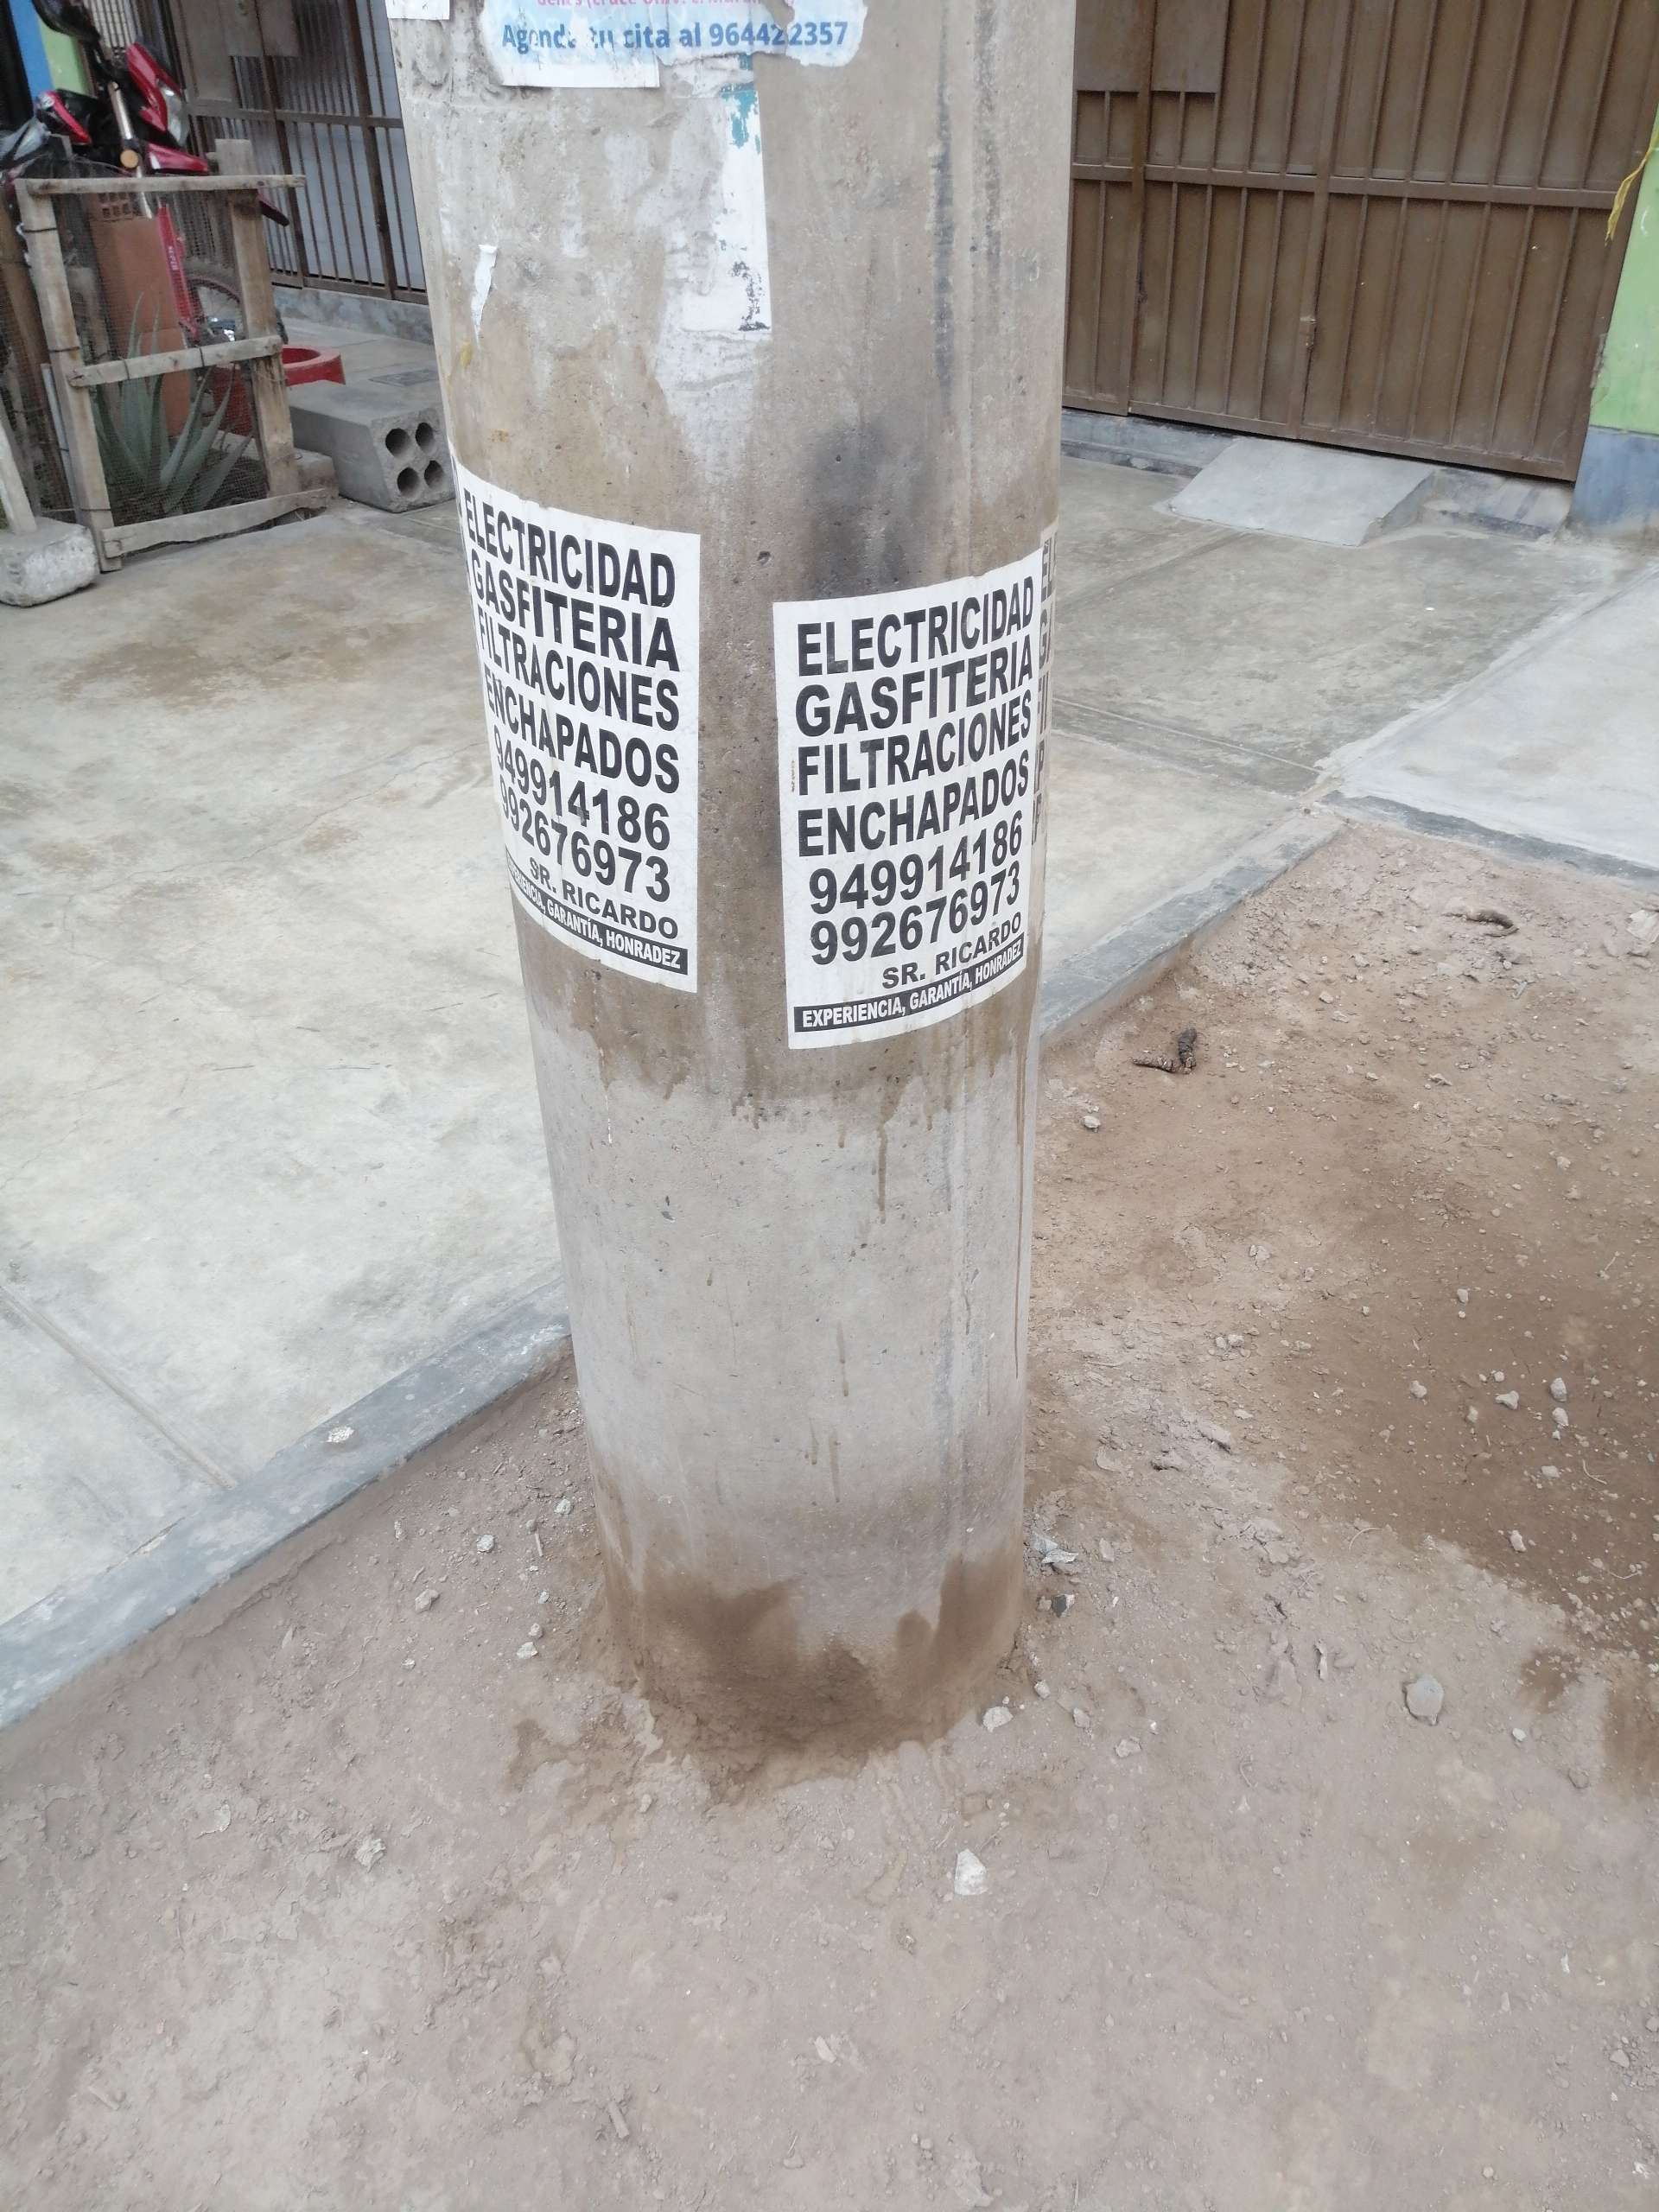 Agenda tu cita al 964422357
ELECTRICIDAD
GASFITERIA
FILTRACIONES
ENCHAPADOS
949914186
992676973
SR. RICARDO
EXPERIENCIA, GARANTÍA, HONRADEZ
ELECTRICIDAD
GASFITERIA
FILTRACIONES
ENCHAPADOS
949914186
992676973
SR. RICARDO
EXPERIENCIA, GARANTÍA, HONRADEZ